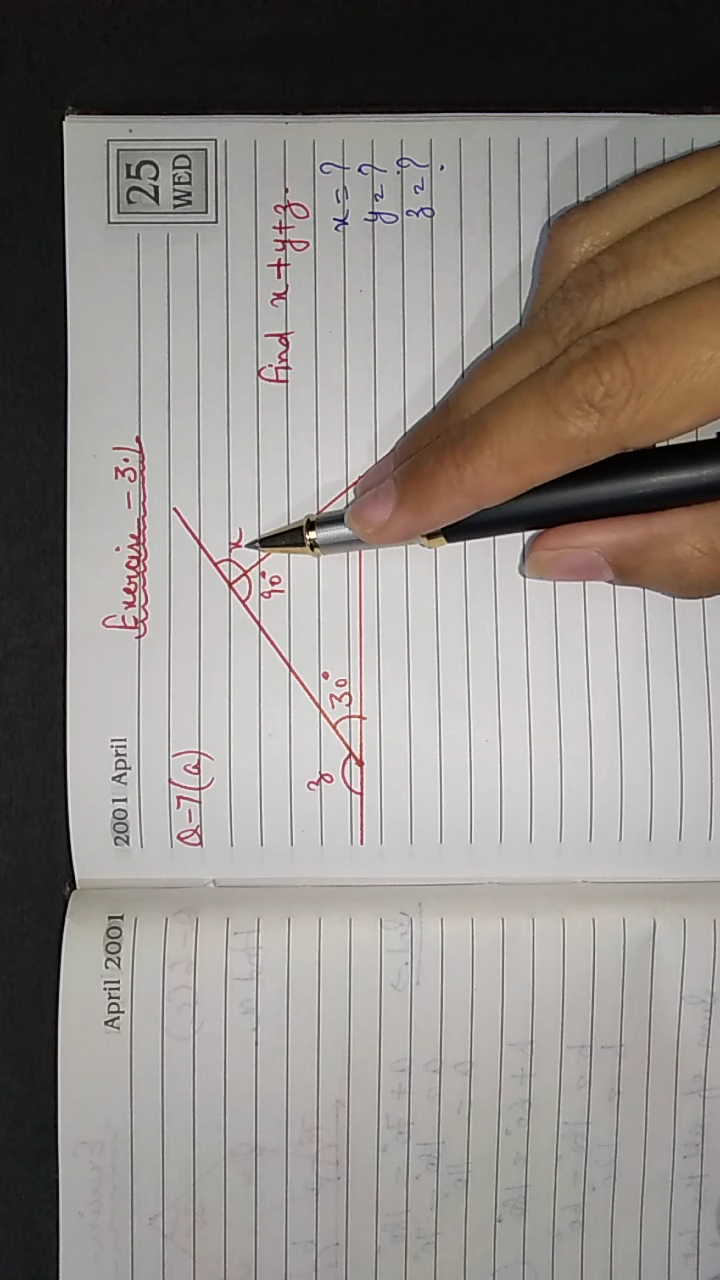 2001 April
25
WED
Exercise - 3.1
Q-7(a)
x
90°
find x+y+z.
z
30°
x = ?
y = ?
z = ?
April 2001